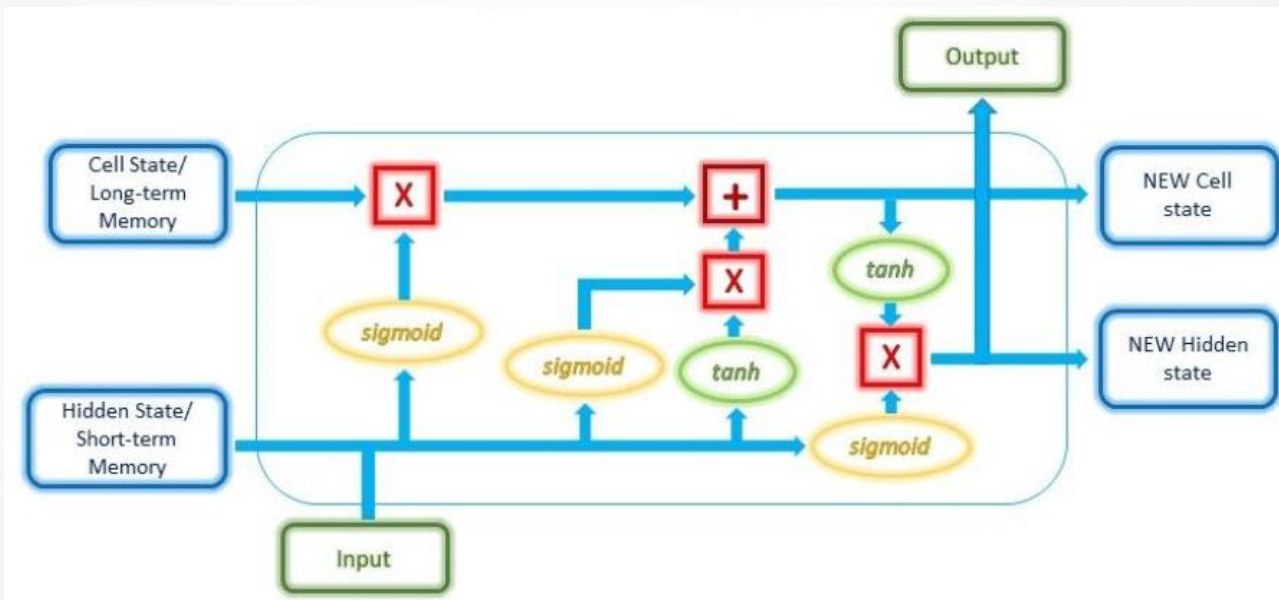 Output
Cell State/
Long-term
Memory
X
+
NEW Cell
state
tanh
X
sigmoid
sigmoid
tanh
X
NEW Hidden
state
Hidden State/
Short-term
Memory
sigmoid
Input